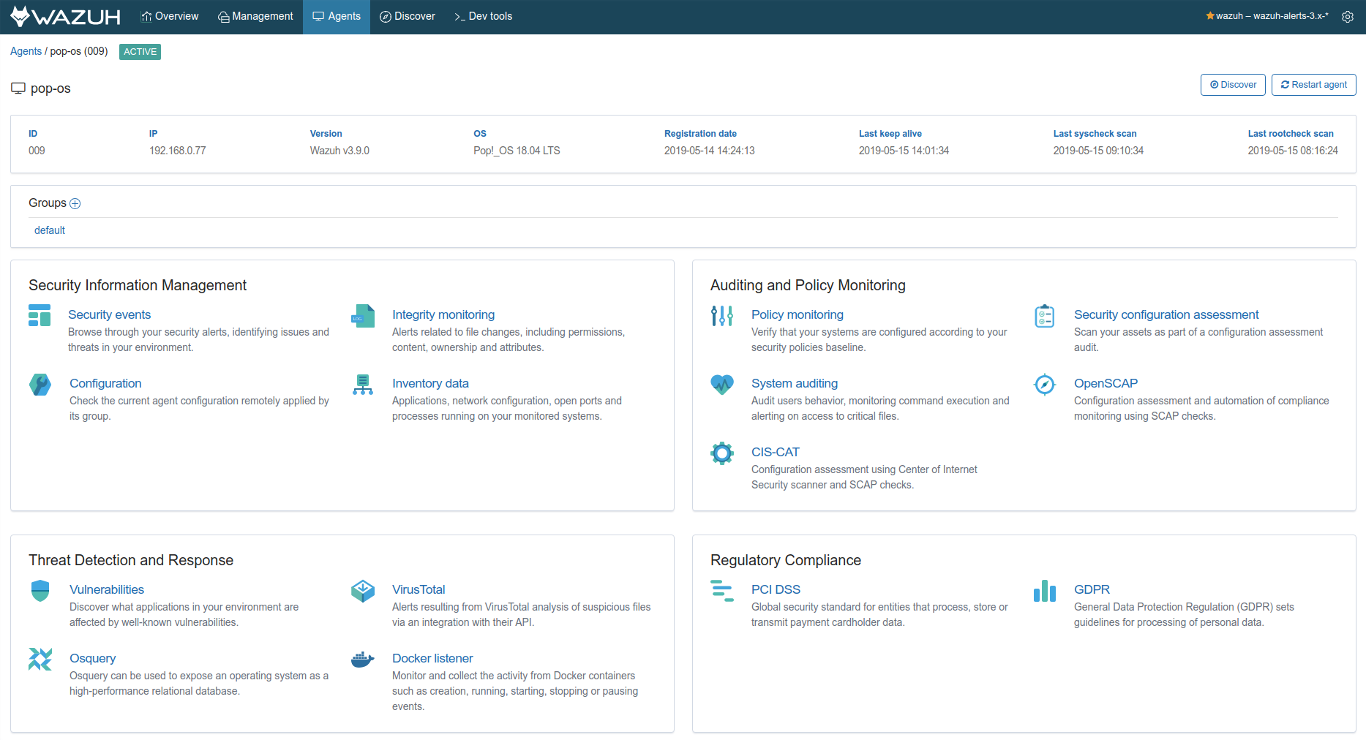 WAZUH Overview Management Agents Discover >_ Dev tools wazuh – wazuh-alerts-3.x-*
Agents / pop-os (009) ACTIVE
pop-os Discover Restart agent
ID IP Version OS Registration date Last keep alive Last syscheck scan Last rootcheck scan
009 192.168.0.77 Wazuh v3.9.0 Pop!_OS 18.04 LTS 2019-05-14 14:24:13 2019-05-15 14:01:34 2019-05-15 09:10:34 2019-05-15 08:16:24
Groups
default
Security Information Management
Security events
Browse through your security alerts, identifying issues and
threats in your environment.
Integrity monitoring
Alerts related to file changes, including permissions,
content, ownership and attributes.
Configuration
Check the current agent configuration remotely applied by
its group.
Inventory data
Applications, network configuration, open ports and
processes running on your monitored systems.
Auditing and Policy Monitoring
Policy monitoring
Verify that your systems are configured according to your
security policies baseline.
Security configuration assessment
Scan your assets as part of a configuration assessment
audit.
System auditing
Audit users behavior, monitoring command execution and
alerting on access to critical files.
OpenSCAP
Configuration assessment and automation of compliance
monitoring using SCAP checks.
CIS-CAT
Configuration assessment using Center of Internet
Security scanner and SCAP checks.
Threat Detection and Response
Vulnerabilities
Discover what applications in your environment are
affected by well-known vulnerabilities.
VirusTotal
Alerts resulting from VirusTotal analysis of suspicious files
via an integration with their API.
Osquery
Osquery can be used to expose an operating system as a
high-performance relational database.
Docker listener
Monitor and collect the activity from Docker containers
such as creation, running, starting, stopping or pausing
events.
Regulatory Compliance
PCI DSS
Global security standard for entities that process, store or
transmit payment cardholder data.
GDPR
General Data Protection Regulation (GDPR) sets
guidelines for processing of personal data.